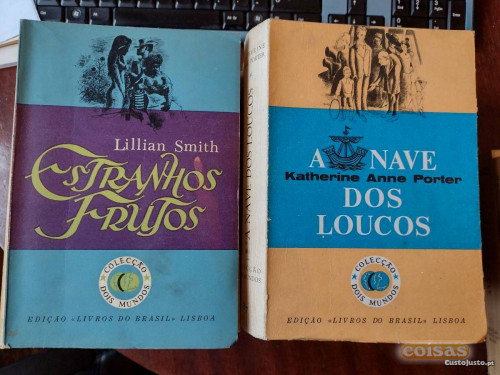 Lillian Smith
ESTRANHOS
FRUTOS
COLECÇÃO
DOIS MUNDOS
EDIÇÃO «LIVROS DO BRASIL» LISBOA
A NAVE DOS LOUCOS
A NAVE
Katherine Anne Porter
DOS
LOUCOS
COLECÇÃO
DOIS MUNDOS
EDIÇÃO «LIVROS DO BRASIL» LISBOA
coisas
CustoJusto.pt